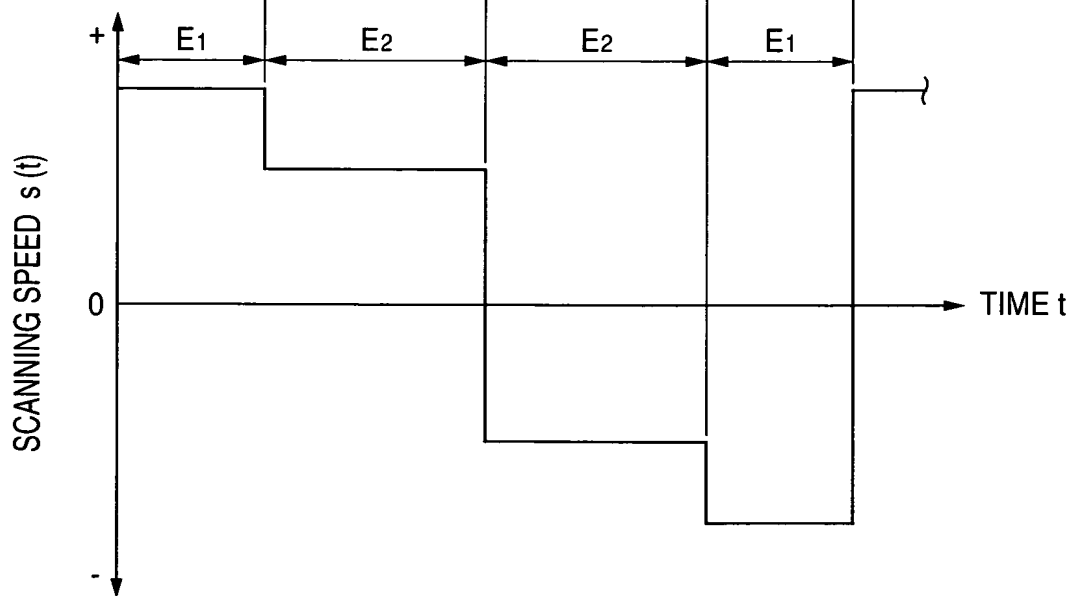 +
E1
E2
E2
E1
SCANNING SPEED s (t)
0
TIME t
-